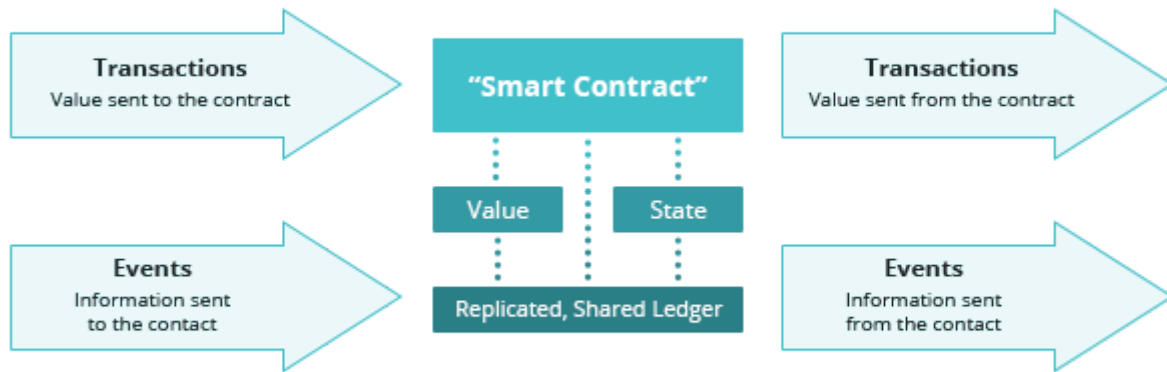 Transactions
Value sent to the contract
Events
Information sent
to the contact
“Smart Contract”
Value
State
Replicated, Shared Ledger
Transactions
Value sent from the contract
Events
Information sent
from the contact